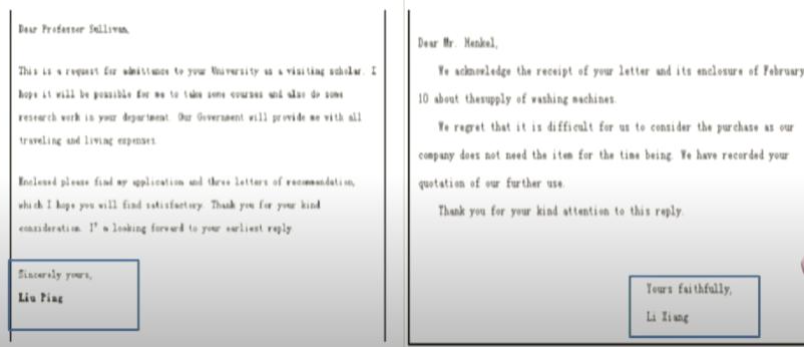 Dear Professor Sullivan,
This is a request for admittance to your University as a visiting scholar. I
hope it will be possible for me to take some courses and also do some
research work in your department. Our Government will provide me with all
traveling and living expenses.
Enclosed please find my application and three letters of recommendation,
which I hope you will find satisfactory. Thank you for your kind
consideration. I'm looking forward to your earliest reply
Sincerely yours,
Liu Ping
Dear Mr. Henkel,
We acknowledge the receipt of your letter and its enclosure of February
10 about thesupply of washing machines.
We regret that it is difficult for us to consider the purchase as our
company does not need the item for the time being. We have recorded your
quotation of our further use.
Thank you for your kind attention to this reply.
Yours faithfully,
Li Xiang